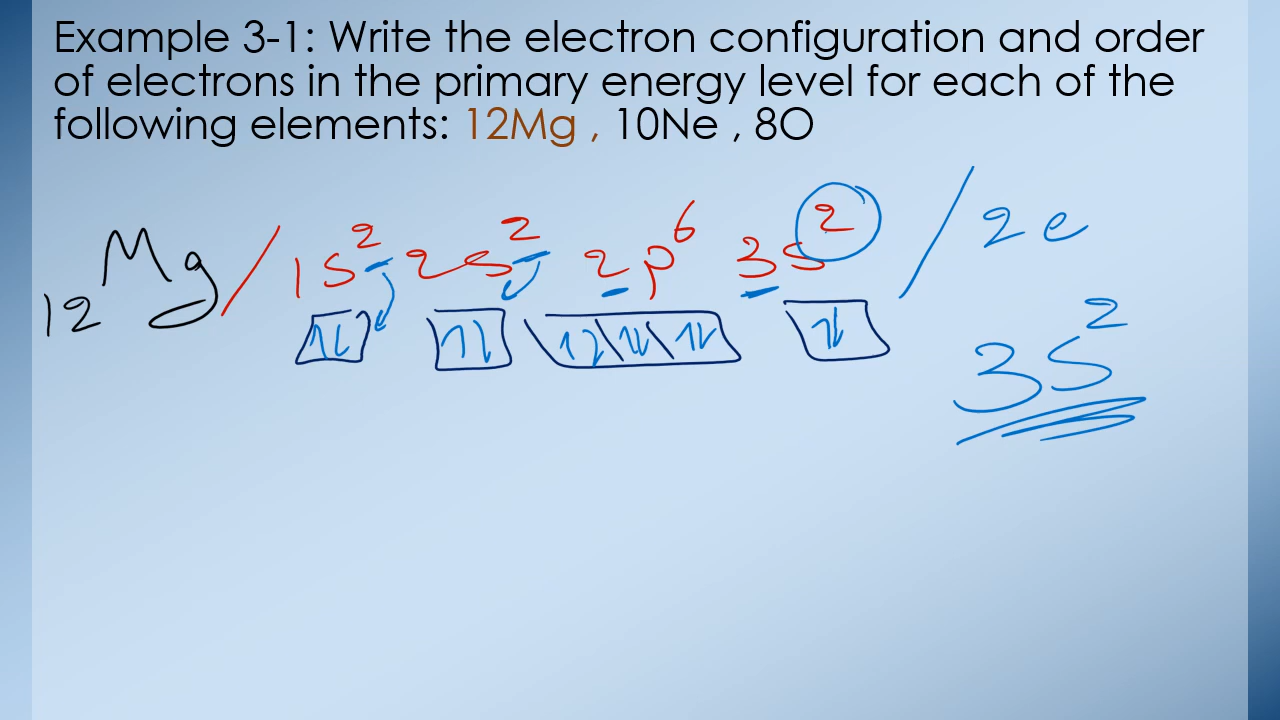 Example 3-1: Write the electron configuration and order
of electrons in the primary energy level for each of the
following elements: 12Mg , 10Ne , 8O
12Mg / 1s² 2s² 2p⁶ 3s² / 2e
3s²